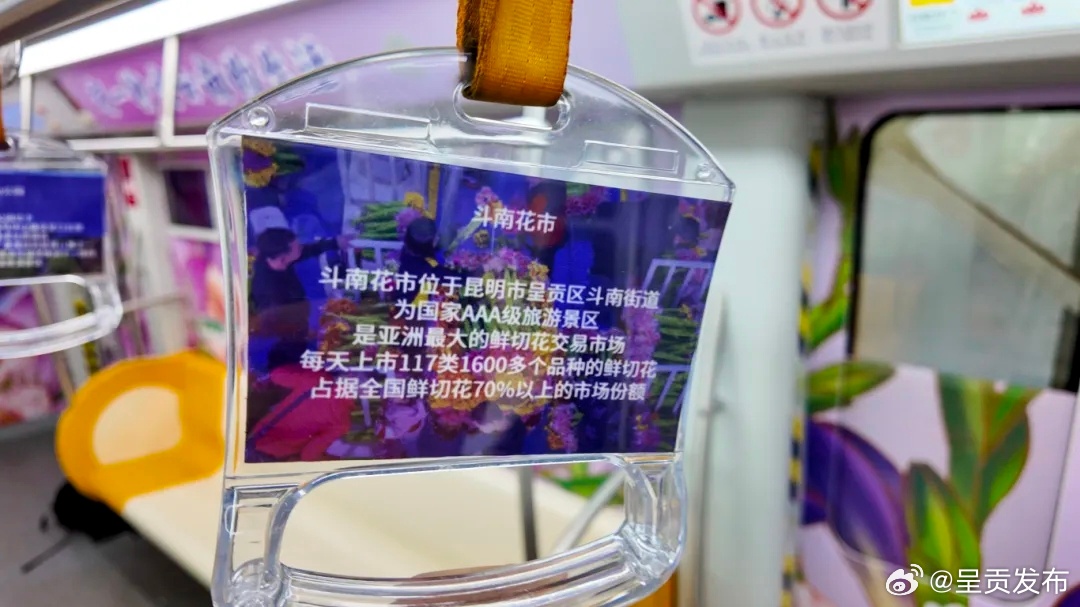 斗南花市
斗南花市位于昆明市呈贡区斗南街道
为国家AAA级旅游景区
是亚洲最大的鲜切花交易市场
每天上市117类1600多个品种的鲜切花
占据全国鲜切花70%以上的市场份额
@呈贡发布